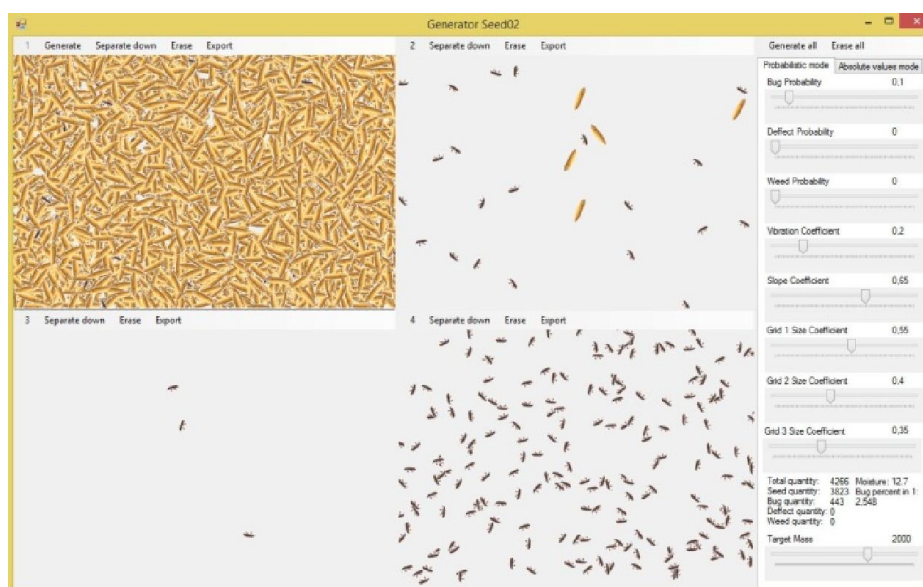 Generator Seed02
1 Generate Separate down Erase Export
2 Separate down Erase Export
Generate all Erase all
Probabilistic mode Absolute values mode
Bug Probability 0,1
Deffect Probability 0
Weed Probability 0
Vibration Coefficient 0,2
Slope Coefficient 0,65
3 Separate down Erase Export
4 Separate down Erase Export
Grid 1 Size Coefficient 0,55
Grid 2 Size Coefficient 0,4
Grid 3 Size Coefficient 0,35
Total quantity: 4266 Moisture: 12.7
Seed quantity: 3823 Bug percent in 1:
Bug quantity: 443 2,548
Deffect quantity: 0
Weed quantity: 0
Target Mass 2000